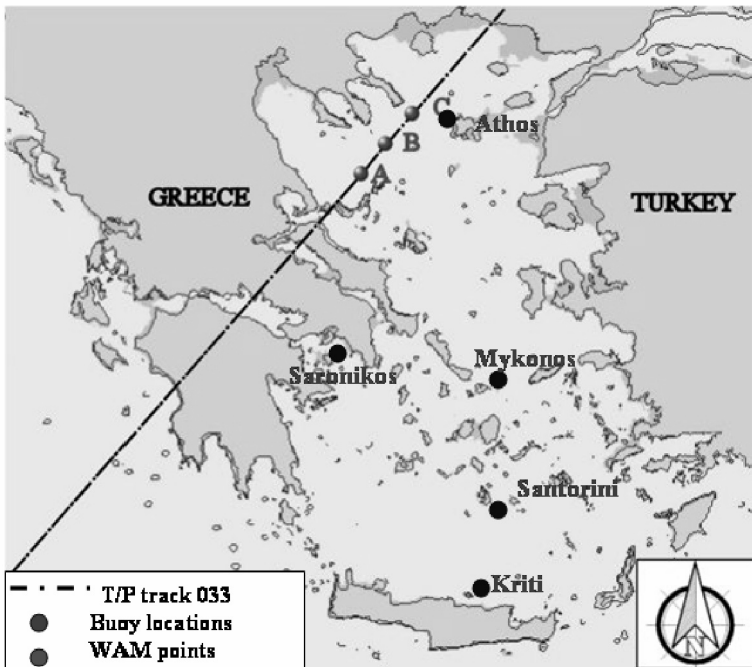 C
Athos
B
A
GREECE
TURKEY
Mykonos
Saronikos
Santorini
Kriti
T/P track 033
Buoy locations
WAM points
N